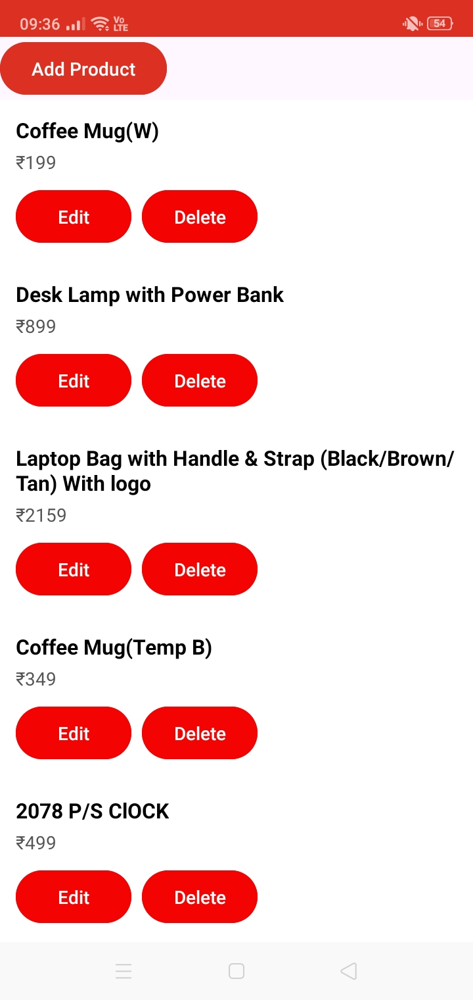 09:36 Vo LTE 54
Add Product
Coffee Mug(W)
₹199
Edit Delete
Desk Lamp with Power Bank
₹899
Edit Delete
Laptop Bag with Handle & Strap (Black/Brown/
Tan) With logo
₹2159
Edit Delete
Coffee Mug(Temp B)
₹349
Edit Delete
2078 P/S ClOCK
₹499
Edit Delete